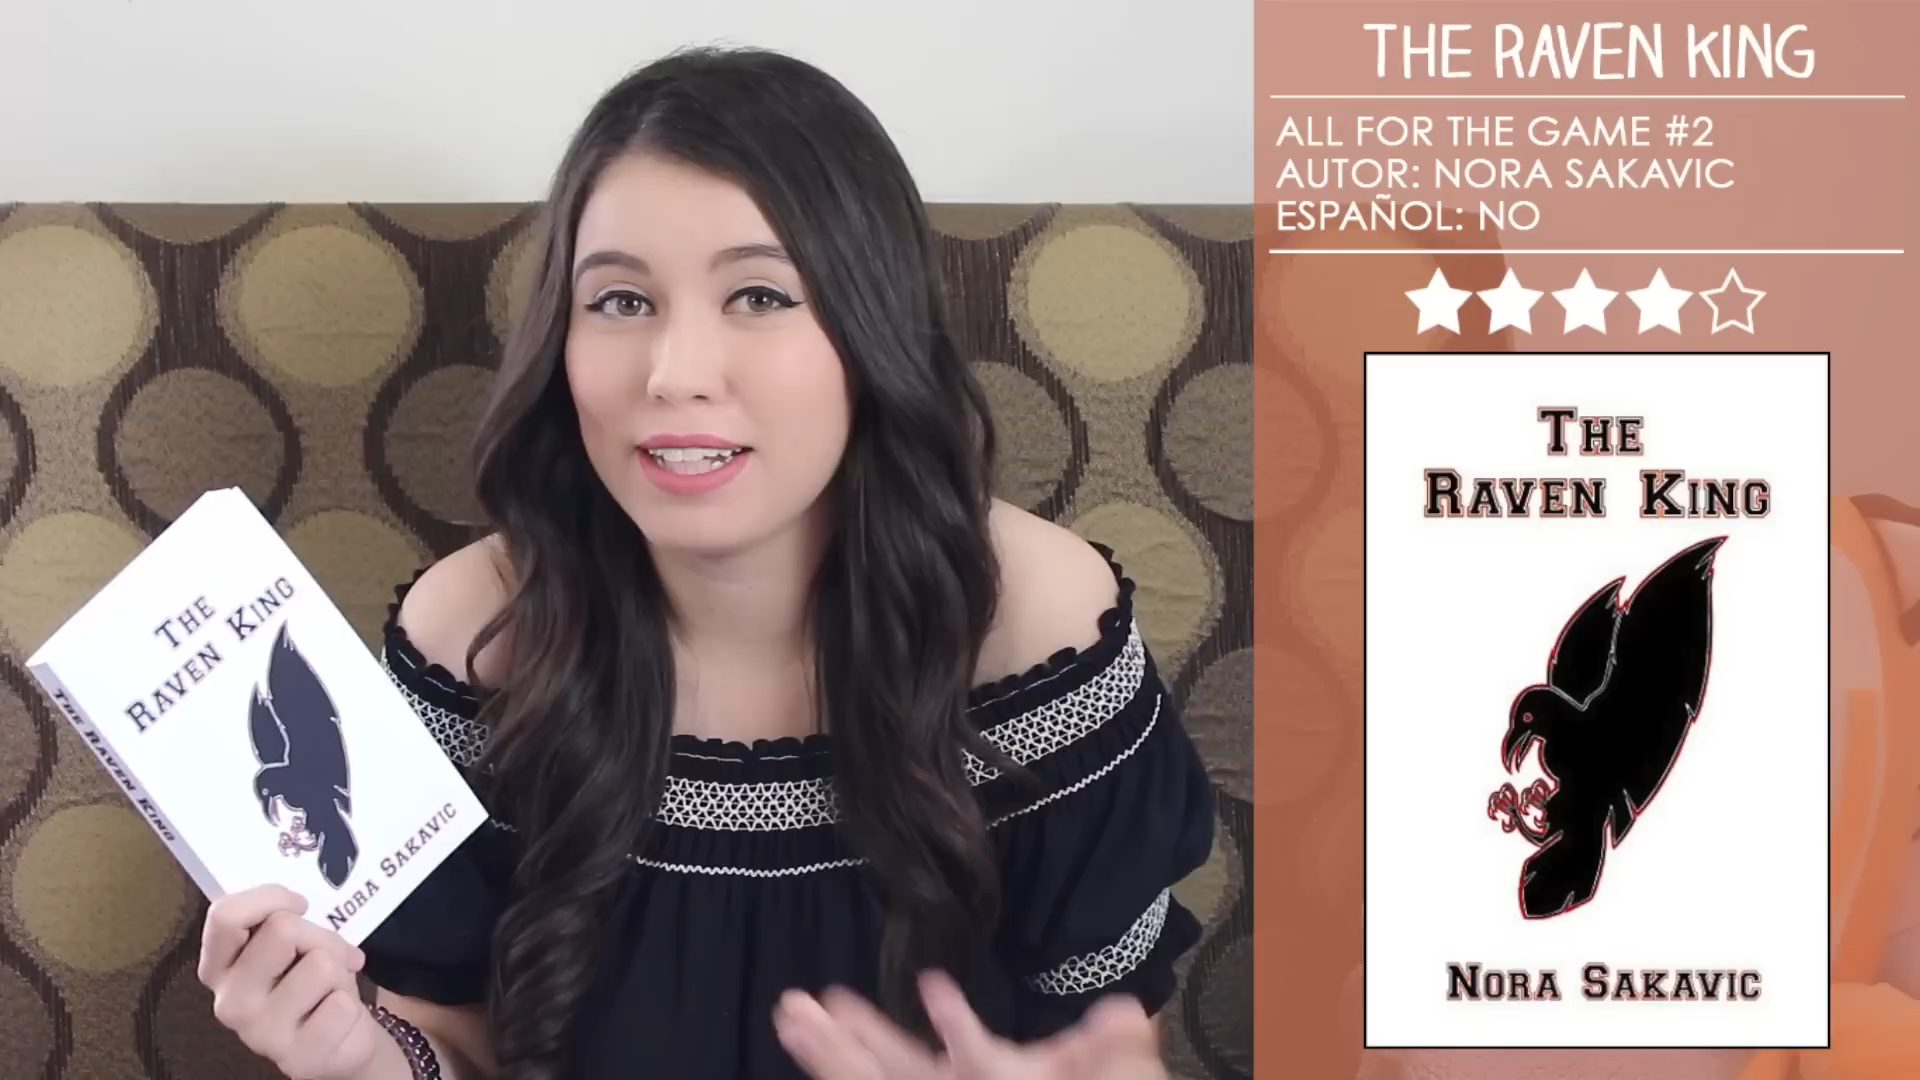 THE RAVEN KING
ALL FOR THE GAME #2
AUTOR: NORA SAKAVIC
ESPAÑOL: NO
THE
RAVEN KING
NORA SAKAVIC
THE
RAVEN KING
NORA SAKAVIC
THE RAVEN KING